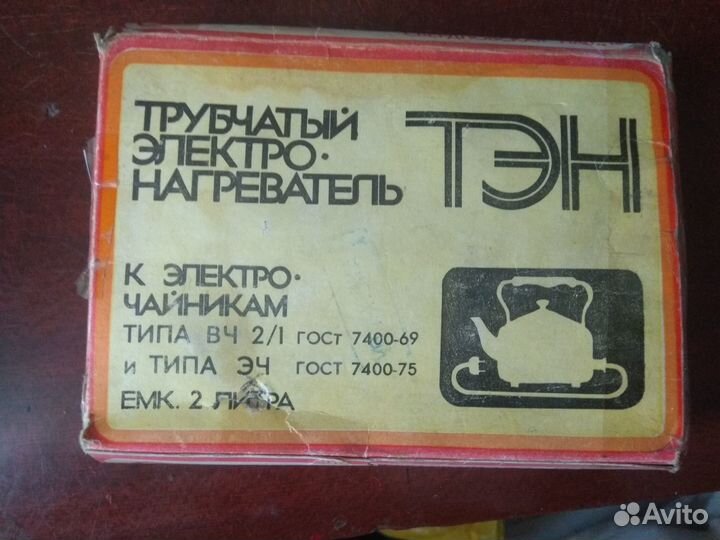 ТРУБЧАТЫЙ
ЭЛЕКТРО·
НАГРЕВАТЕЛЬ
ТЭН
К ЭЛЕКТРО·
ЧАЙНИКАМ
ТИПА ВЧ 2/1 ГОСТ 7400-69
и ТИПА ЭЧ ГОСТ 7400-75
ЕМК. 2 ЛИТРА
Avito